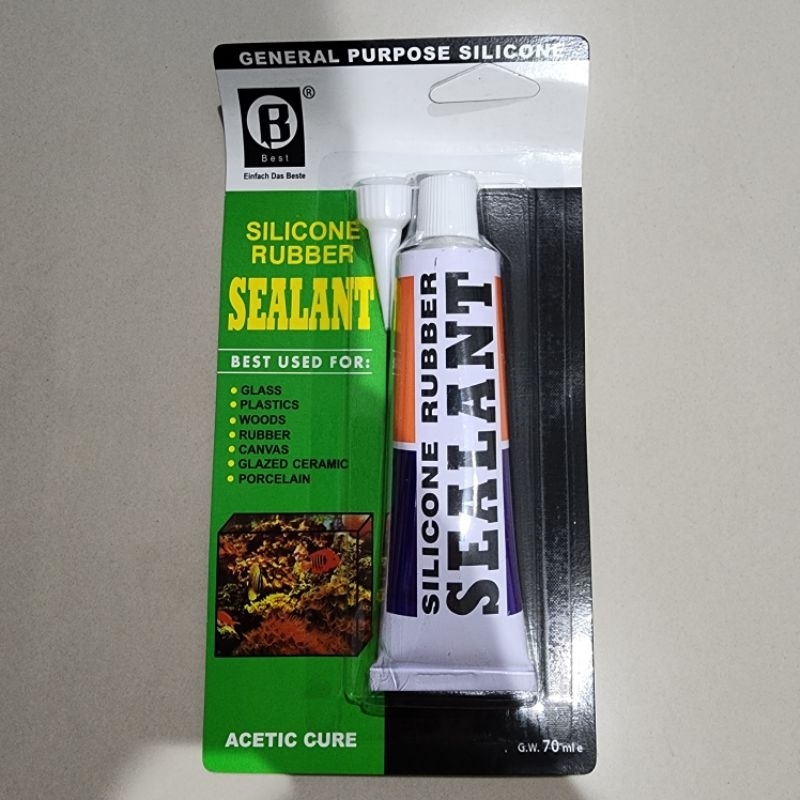 GENERAL PURPOSE SILICONE
B ®
Best
Einfach Das Beste
SILICONE
RUBBER
SEALANT
BEST USED FOR:
• GLASS
• PLASTICS
• WOODS
• RUBBER
• CANVAS
• GLAZED CERAMIC
• PORCELAIN
ACETIC CURE
SILICONE RUBBER
SEALANT
G.W. 70 ml e